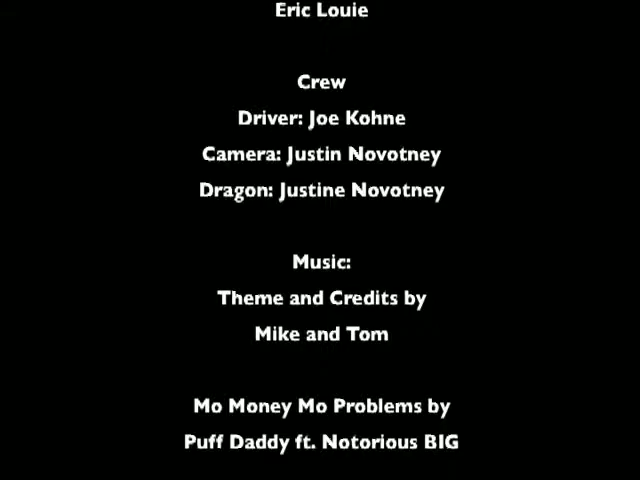 Eric Louie
Crew
Driver: Joe Kohne
Camera: Justin Novotney
Dragon: Justine Novotney
Music:
Theme and Credits by
Mike and Tom
Mo Money Mo Problems by
Puff Daddy ft. Notorious BIG